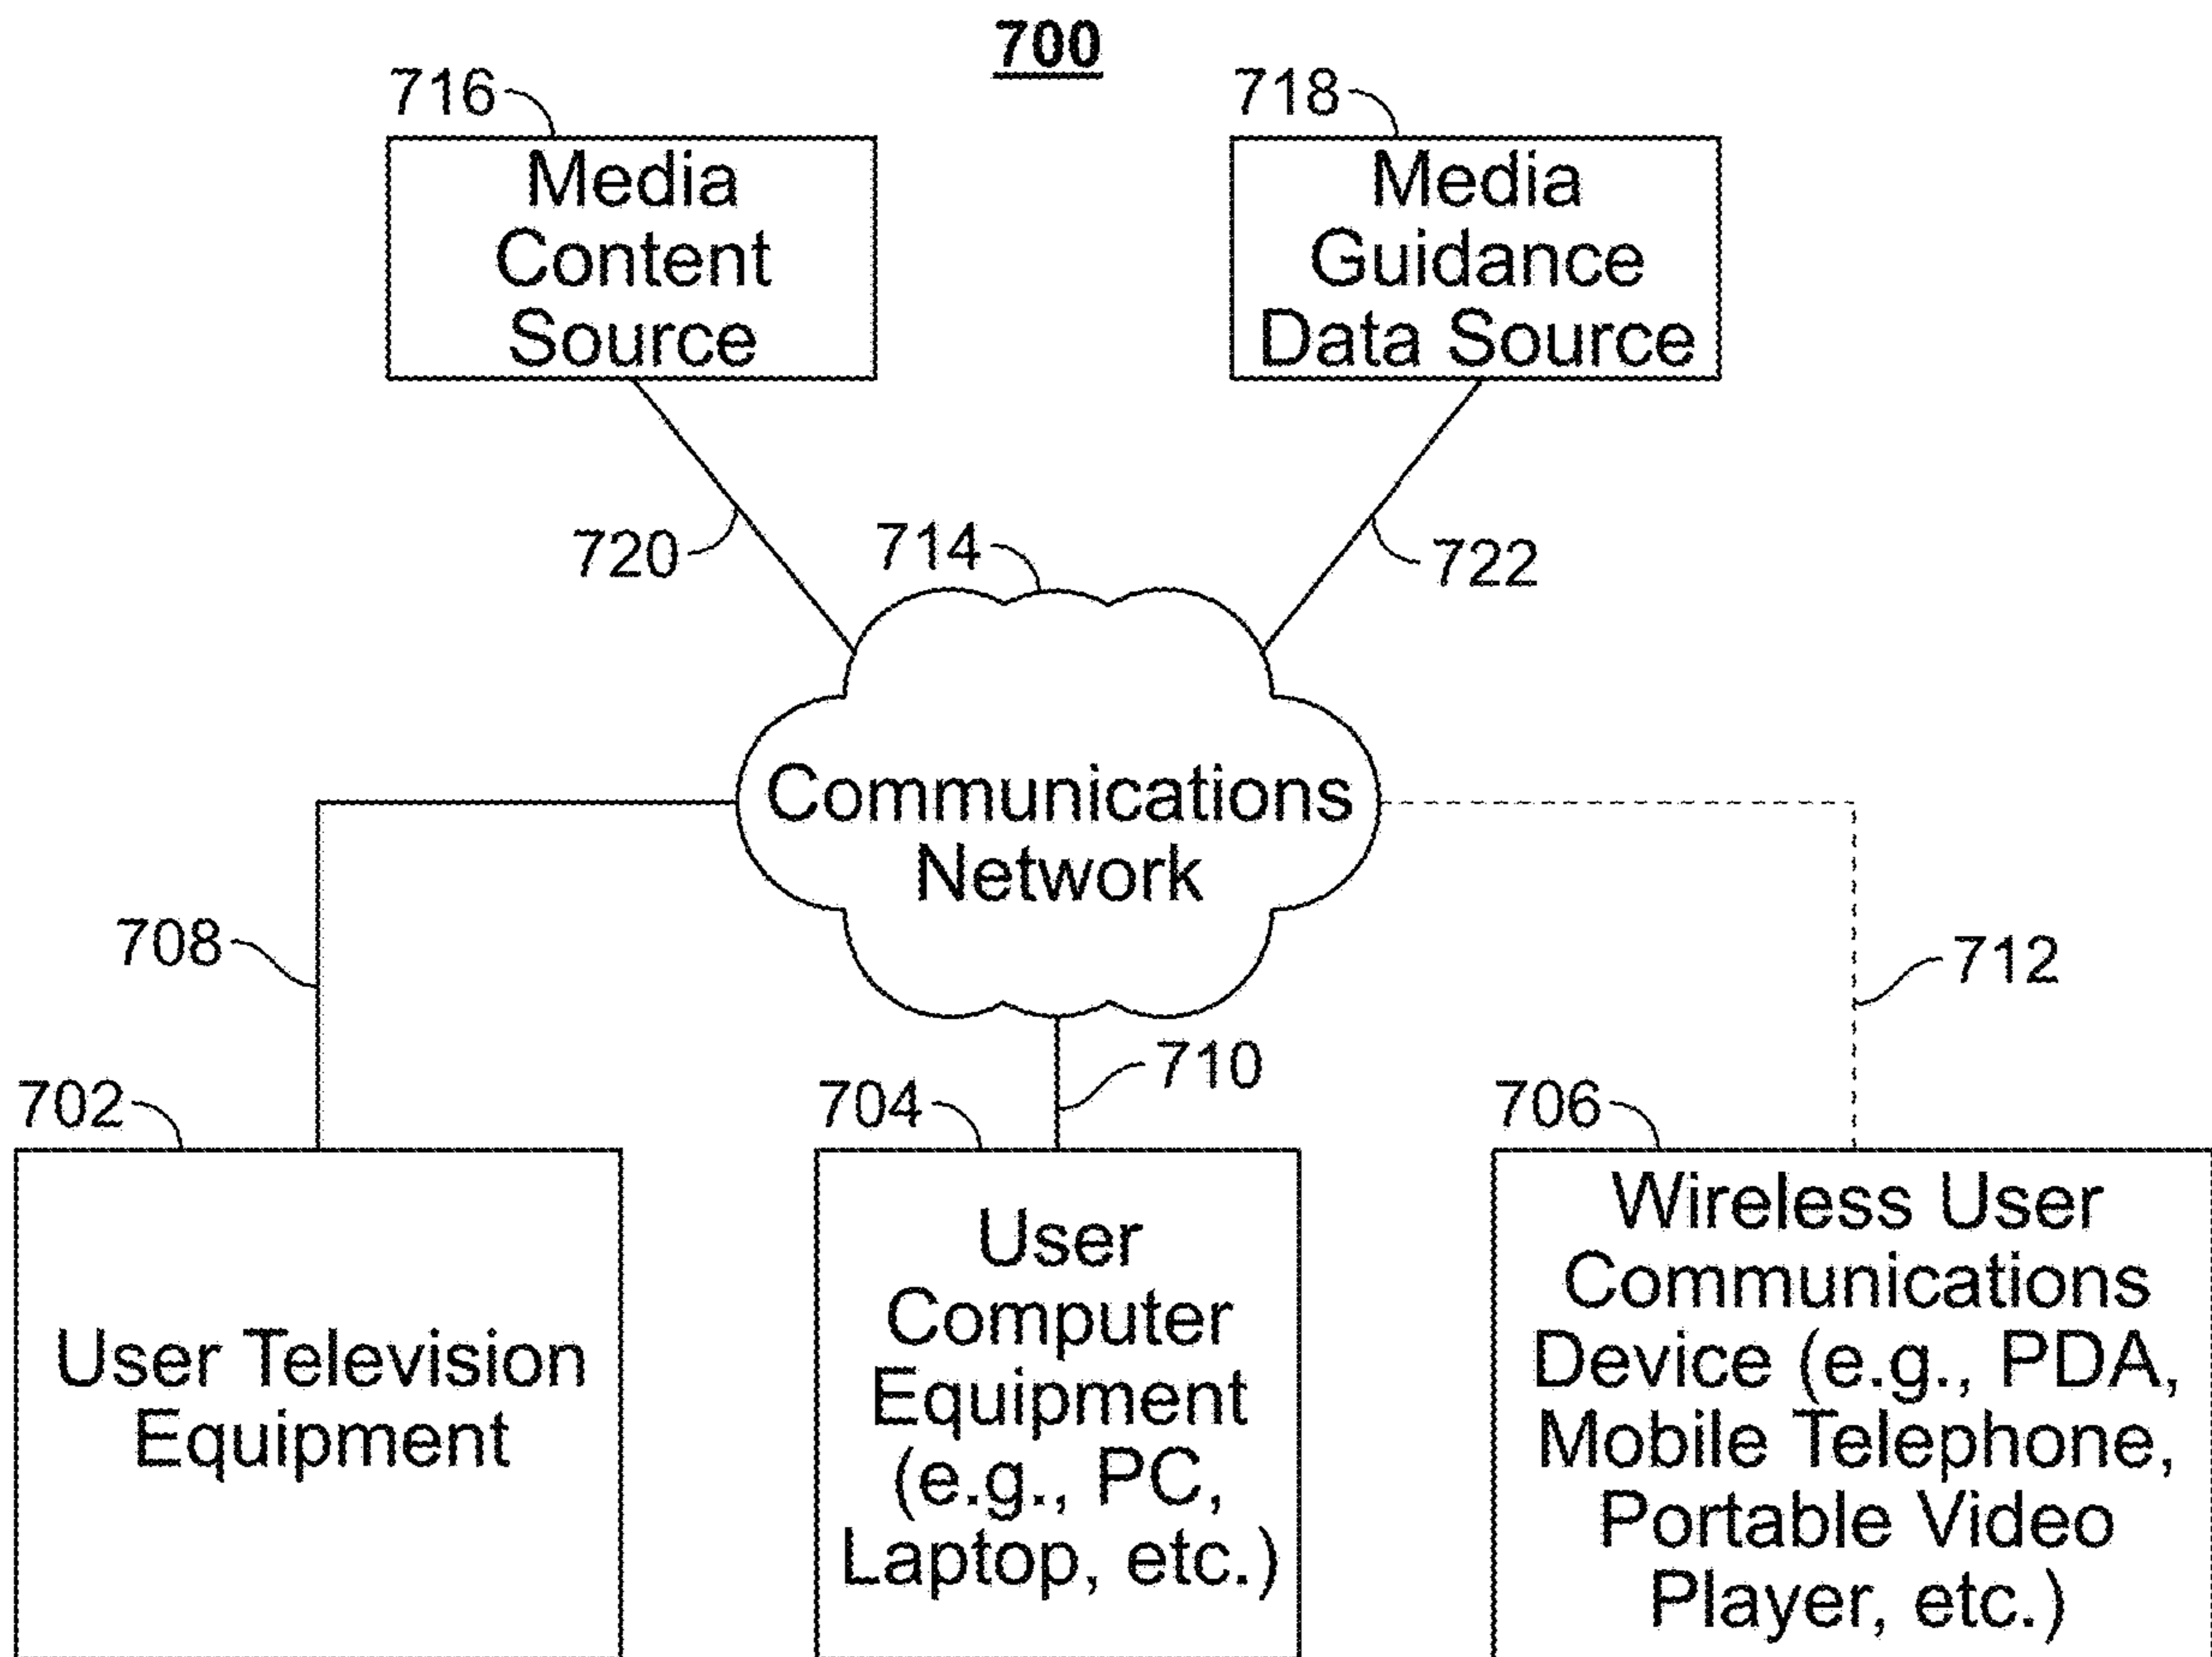 700
716
718
Media
Content
Source
Media
Guidance
Data Source
720
714
722
Communications
Network
708
712
710
702
704
706
User Television
Equipment
User
Computer
Equipment
(e.g., PC,
Laptop, etc.)
Wireless User
Communications
Device (e.g., PDA,
Mobile Telephone,
Portable Video
Player, etc.)